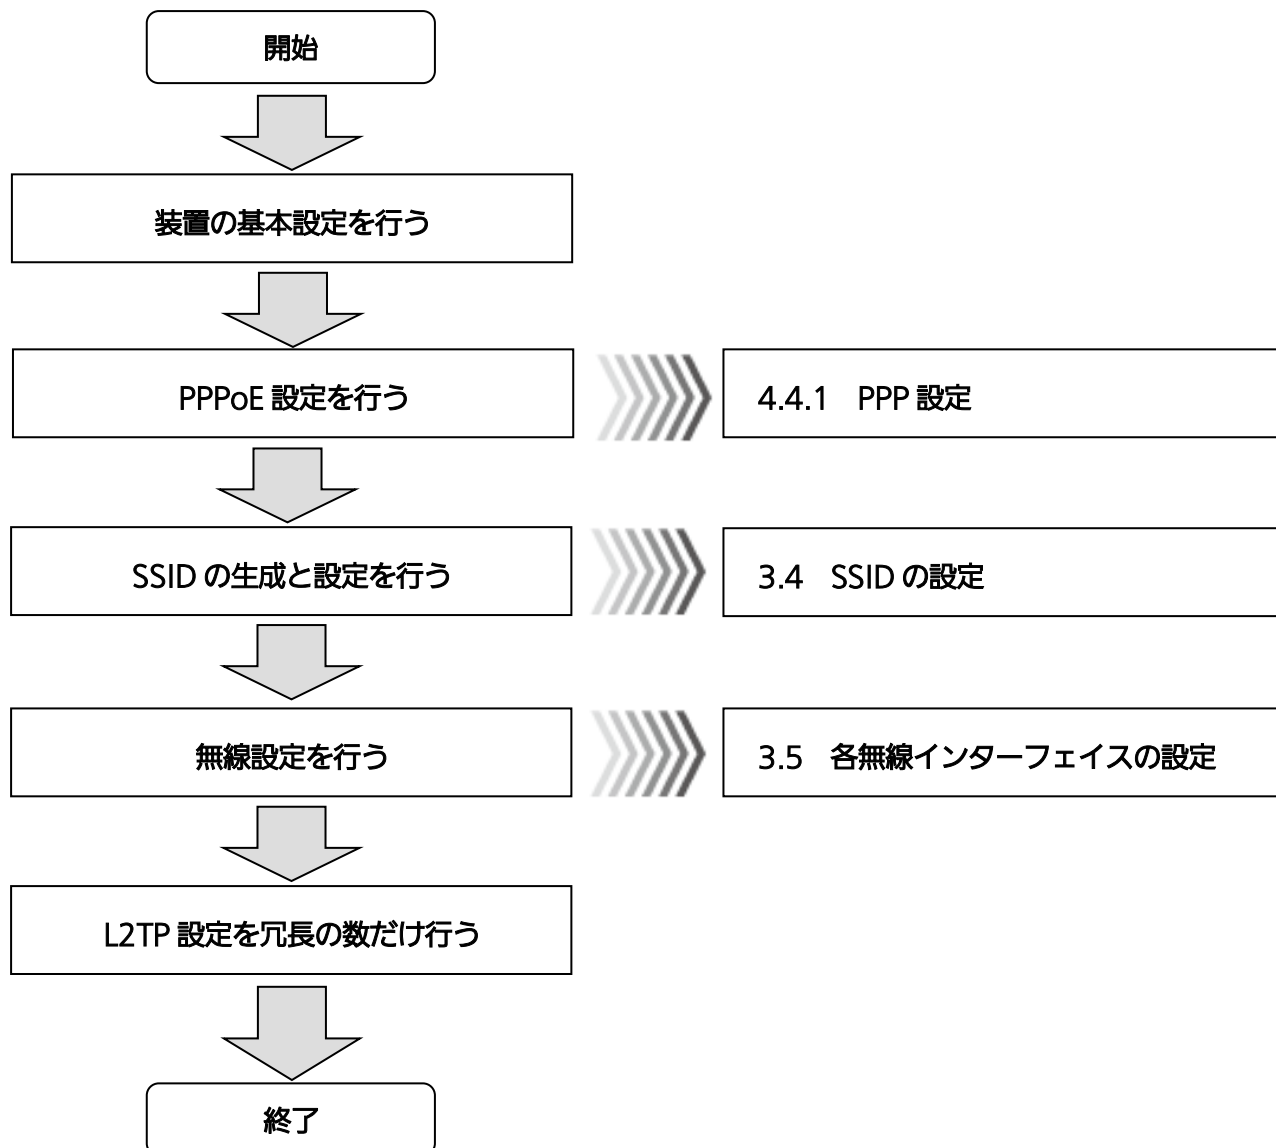 開始
装置の基本設定を行う
PPPoE 設定を行う
4.4.1 PPP 設定
SSID の生成と設定を行う
3.4 SSID の設定
無線設定を行う
3.5 各無線インターフェイスの設定
L2TP 設定を冗長の数だけ行う
終了